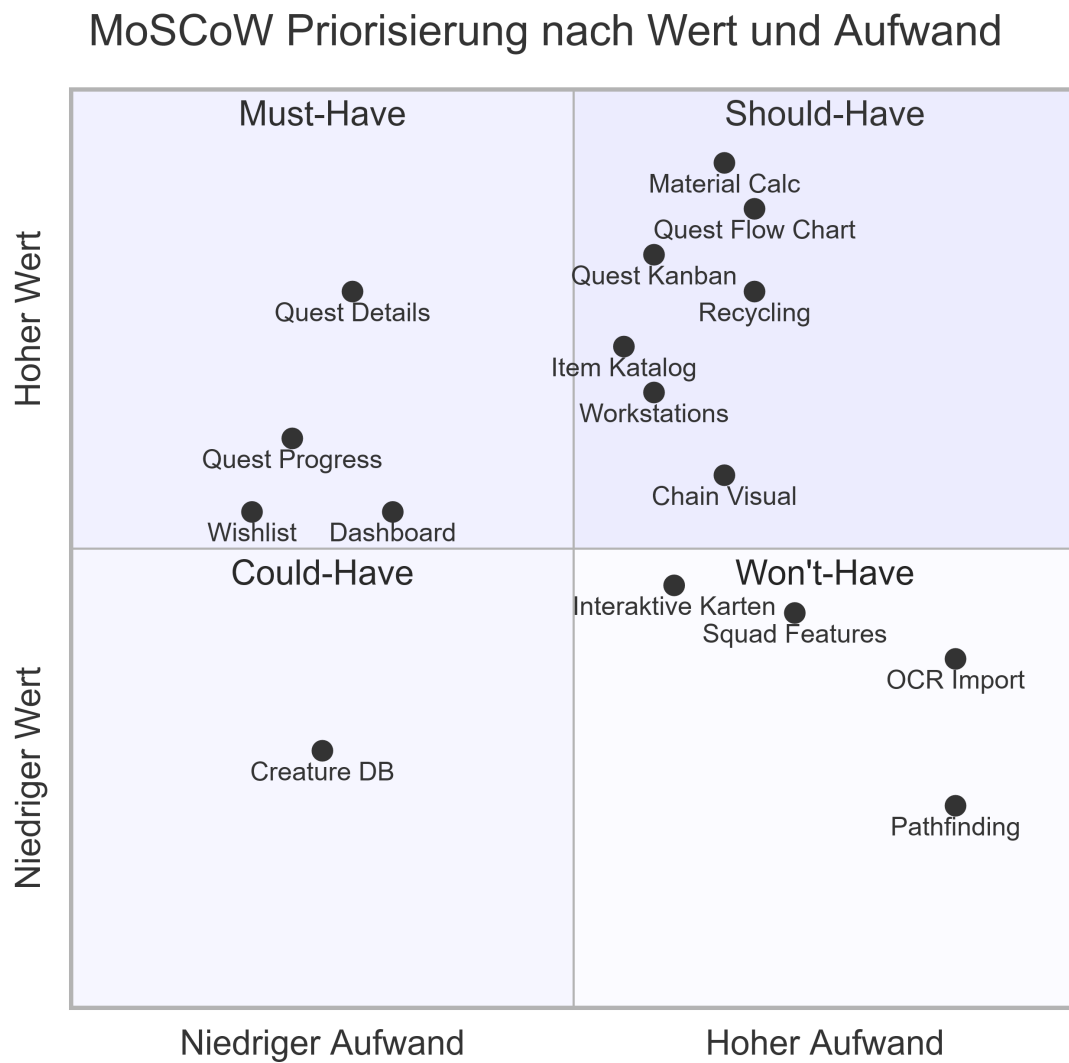 MoSCoW Priorisierung nach Wert und Aufwand
Must-Have
Should-Have
Material Calc
Quest Flow Chart
Quest Kanban
Quest Details
Recycling
Item Katalog
Workstations
Quest Progress
Chain Visual
Wishlist
Dashboard
Hoher Wert
Could-Have
Won't-Have
Interaktive Karten
Squad Features
OCR Import
Creature DB
Pathfinding
Niedriger Wert
Niedriger Aufwand
Hoher Aufwand